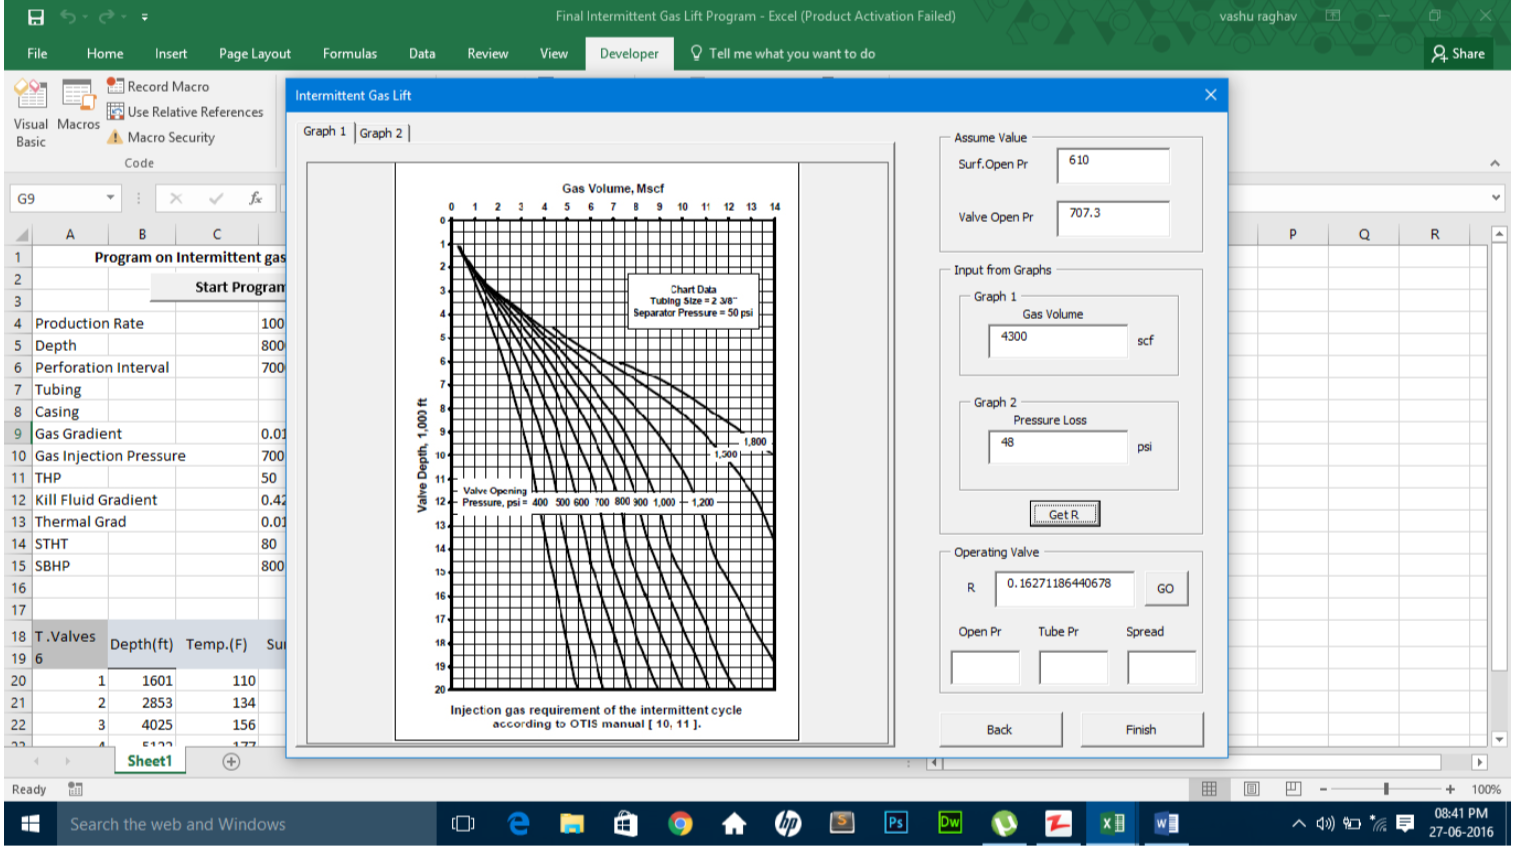 Final Intermittent Gas Lift Program - Excel (Product Activation Failed)
vashu raghav
File Home Insert Page Layout Formulas Data Review View Developer Tell me what you want to do Share
Visual Basic
Macros
Record Macro
Use Relative References
Macro Security
Code
G9
fx
A B C P Q R
1 Program on Intermittent gas
2
3 Start Program
4 Production Rate 100
5 Depth 800
6 Perforation Interval 700
7 Tubing
8 Casing
9 Gas Gradient 0.01
10 Gas Injection Pressure 700
11 THP 50
12 Kill Fluid Gradient 0.42
13 Thermal Grad 0.01
14 STHT 80
15 SBHP 800
16
17
18 T.Valves Depth(ft) Temp.(F) Su
19 6
20 1 1601 110
21 2 2853 134
22 3 4025 156
23 4 5122 177
Intermittent Gas Lift
Graph 1 Graph 2
Gas Volume, Mscf
0 1 2 3 4 5 6 7 8 9 10 11 12 13 14
0
1
2
3
4
5
6
7
8
9
10
11
12
13
14
15
16
17
18
19
20
Valve Depth, 1,000 ft
Chart Data
Tubing Size = 2 3/8"
Separator Pressure = 50 psi
1,800
1,500
Valve Opening
Pressure, psi = 400 500 600 700 800 900 1,000 1,200
Injection gas requirement of the intermittent cycle
according to OTIS manual [ 10, 11 ].
Assume Value
Surf.Open Pr 610
Valve Open Pr 707.3
Input from Graphs
Graph 1
Gas Volume
4300 scf
Graph 2
Pressure Loss
48 psi
Get R
Operating Valve
R 0.16271186440678 GO
Open Pr Tube Pr Spread
Back Finish
Sheet1
Ready
100%
Search the web and Windows
hp
S
Ps
Dw
08:41 PM
27-06-2016